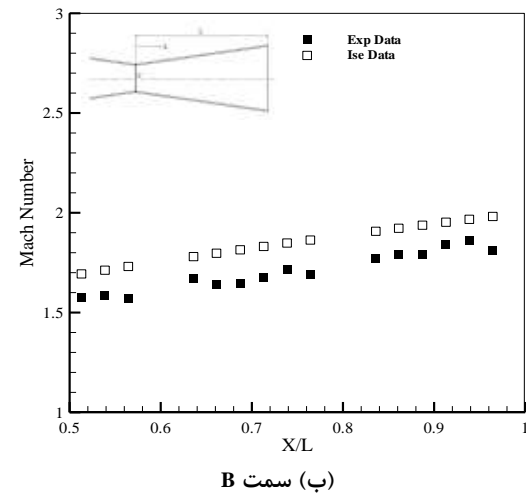 3
2.5
2
1.5
1
Mach Number
Exp Data
Ise Data
0.5
0.6
0.7
0.8
0.9
1
X/L
(ب) سمت B